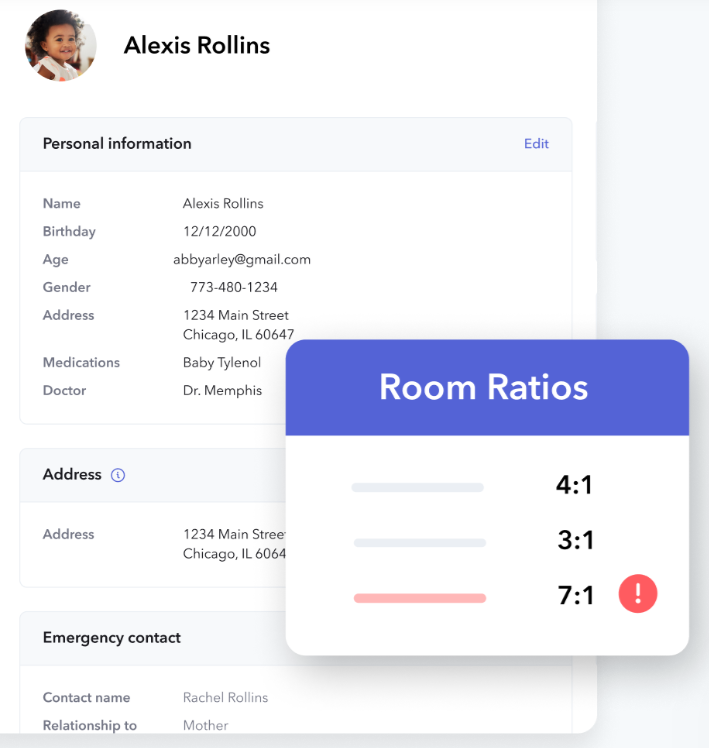 Alexis Rollins
Personal information Edit
Name Alexis Rollins
Birthday 12/12/2000
Age abbyarley@gmail.com
Gender 773-480-1234
Address 1234 Main Street
Chicago, IL 60647
Medications Baby Tylenol
Doctor Dr. Memphis
Room Ratios
4:1
3:1
7:1 !
Address
Address 1234 Main Stree
Chicago, IL 6064
Emergency contact
Contact name Rachel Rollins
Relationship to Mother